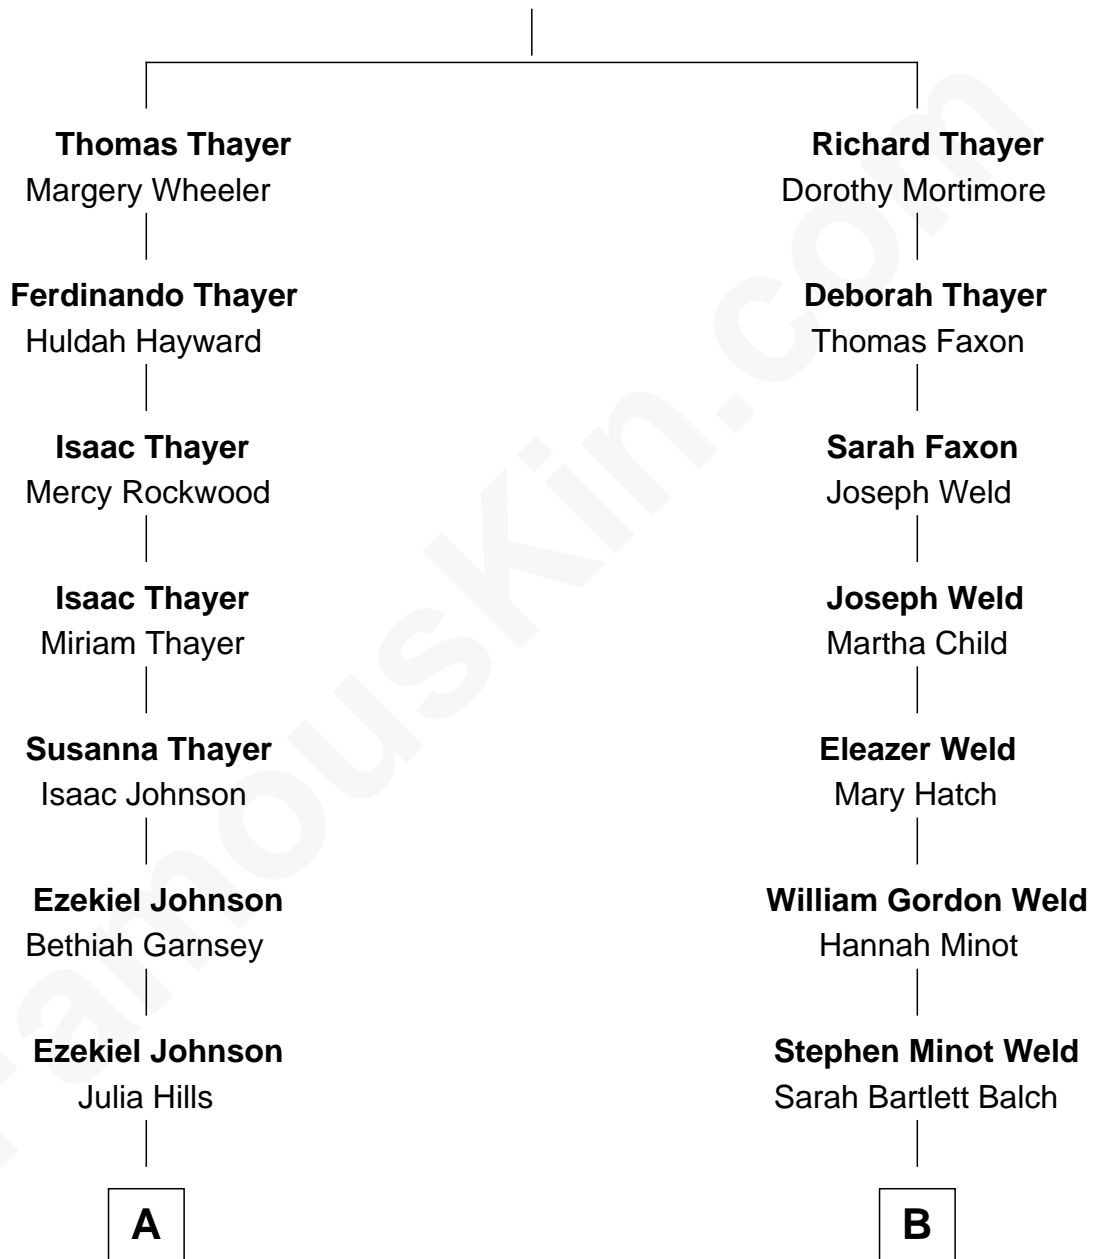 Thomas Thayer
Margery Wheeler
Ferdinando Thayer
Huldah Hayward
Isaac Thayer
Mercy Rockwood
Isaac Thayer
Miriam Thayer
Susanna Thayer
Isaac Johnson
Ezekiel Johnson
Bethiah Garnsey
Ezekiel Johnson
Julia Hills
A
Richard Thayer
Dorothy Mortimore
Deborah Thayer
Thomas Faxon
Sarah Faxon
Joseph Weld
Joseph Weld
Martha Child
Eleazer Weld
Mary Hatch
William Gordon Weld
Hannah Minot
Stephen Minot Weld
Sarah Bartlett Balch
B
FamousKin.com